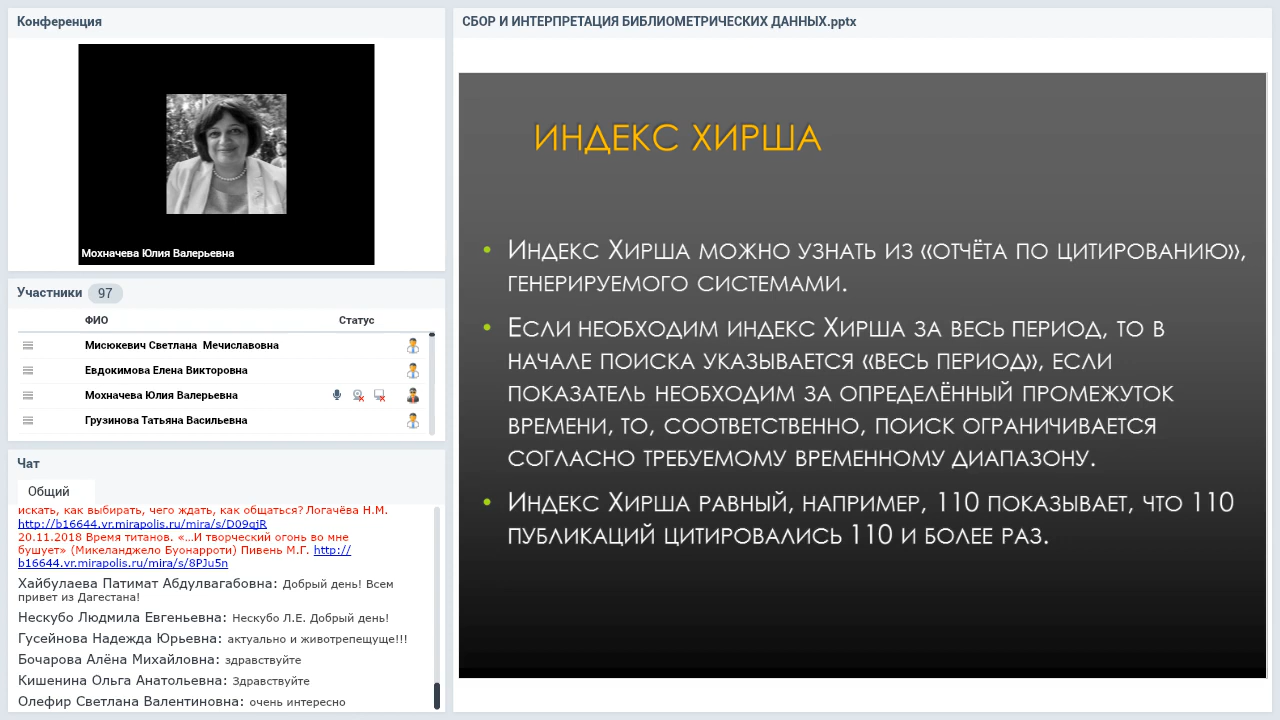 Конференция
Мохначева Юлия Валерьевна
Участники 97
ФИО Статус
Мисюкевич Светлана Мечиславовна
Евдокимова Елена Викторовна
Мохначева Юлия Валерьевна
Грузинова Татьяна Васильевна
Чат
Общий
искать, как выбирать, чего ждать, как общаться? Логачёва Н.М.
http://b16644.vr.mirapolis.ru/mira/s/D09qjR
20.11.2018 Время титанов. «...И творческий огонь во мне
бушует» (Микеланджело Буонарроти) Пивень М.Г. http://
b16644.vr.mirapolis.ru/mira/s/8PJu5n
Хайбулаева Патимат Абдулвагабовна: Добрый день! Всем
привет из Дагестана!
Нескубо Людмила Евгеньевна: Нескубо Л.Е. Добрый день!
Гусейнова Надежда Юрьевна: актуально и животрепещуще!!!
Бочарова Алёна Михайловна: здравствуйте
Кишенина Ольга Анатольевна: Здравствуйте
Олефир Светлана Валентиновна: очень интересно
СБОР И ИНТЕРПРЕТАЦИЯ БИБЛИОМЕТРИЧЕСКИХ ДАННЫХ.pptx
ИНДЕКС ХИРША
• Индекс Хирша можно узнать из «отчёта по цитированию»,
генерируемого системами.
• Если необходим индекс Хирша за весь период, то в
начале поиска указывается «весь период», если
показатель необходим за определённый промежуток
времени, то, соответственно, поиск ограничивается
согласно требуемому временному диапазону.
• Индекс Хирша равный, например, 110 показывает, что 110
публикаций цитировались 110 и более раз.